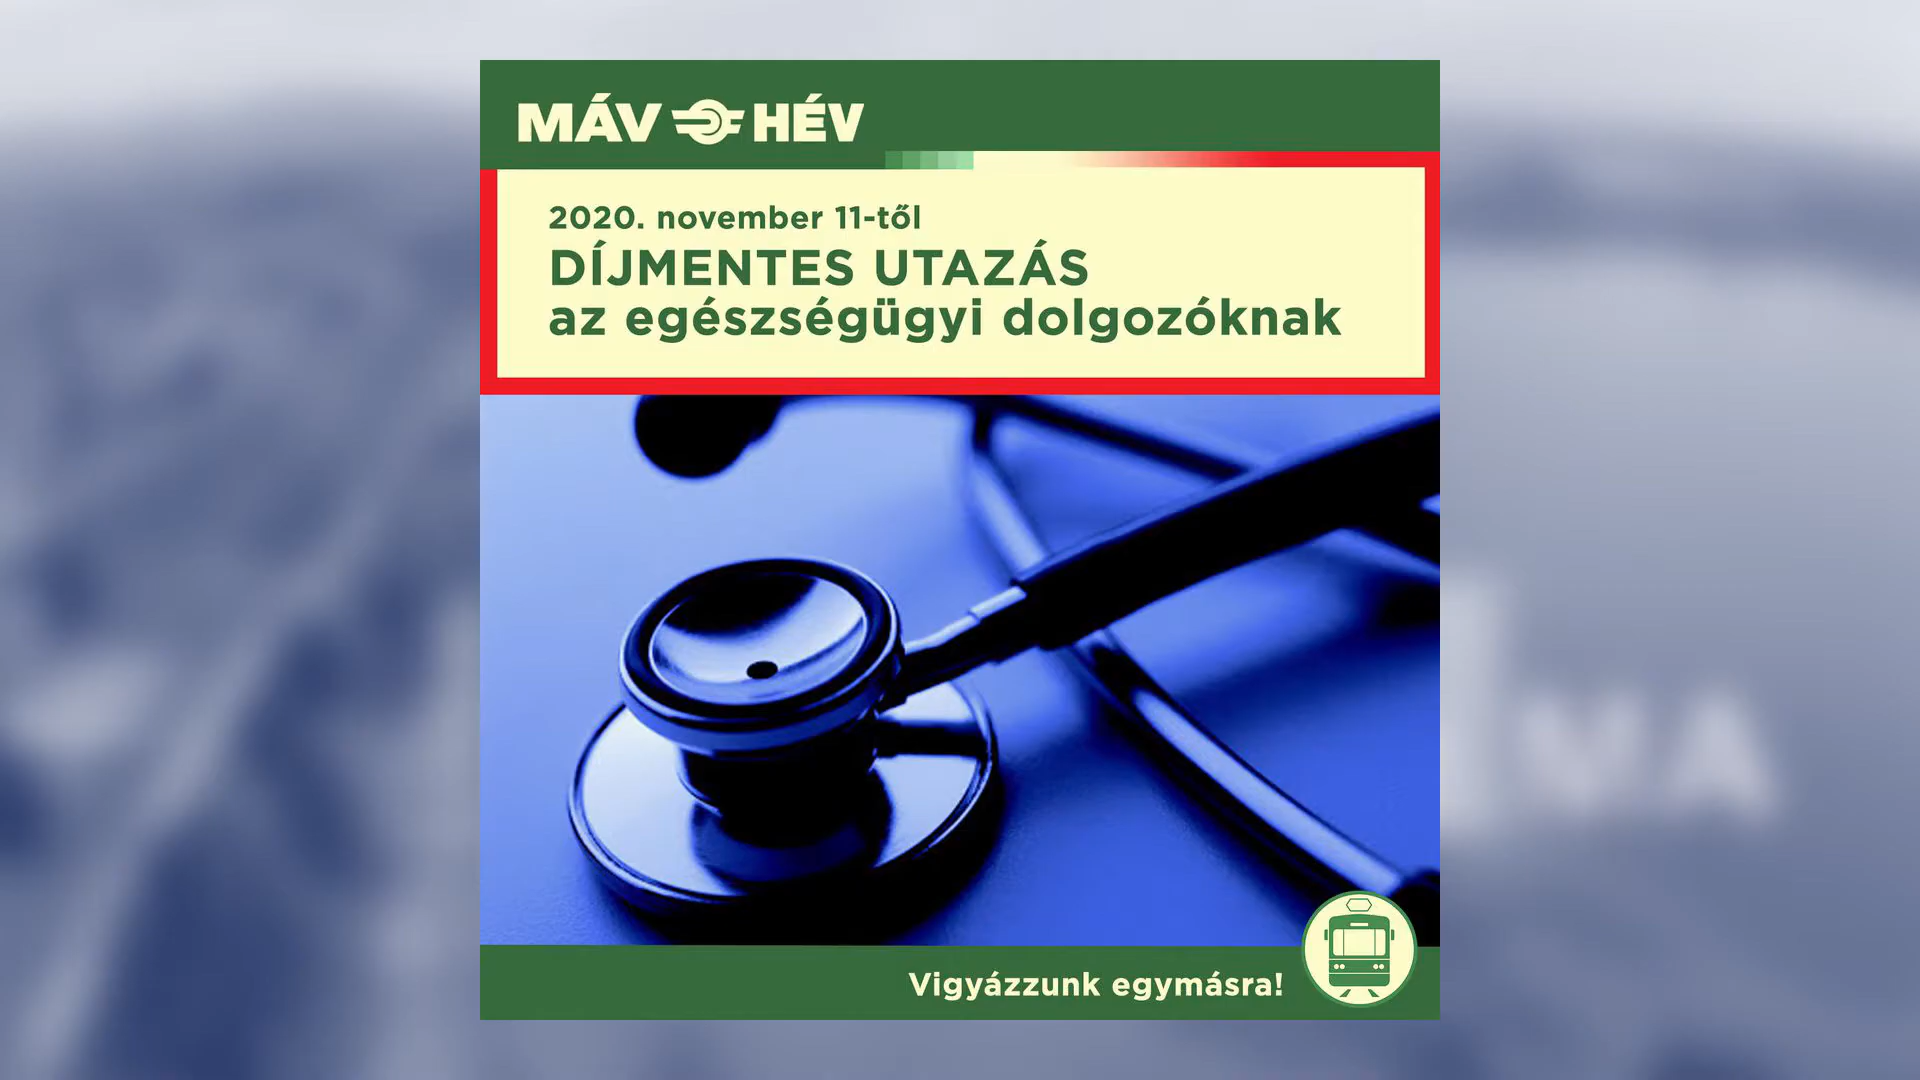 MÁV HÉV
2020. november 11-től
DÍJMENTES UTAZÁS
az egészségügyi dolgozóknak
Vigyázzunk egymásra!